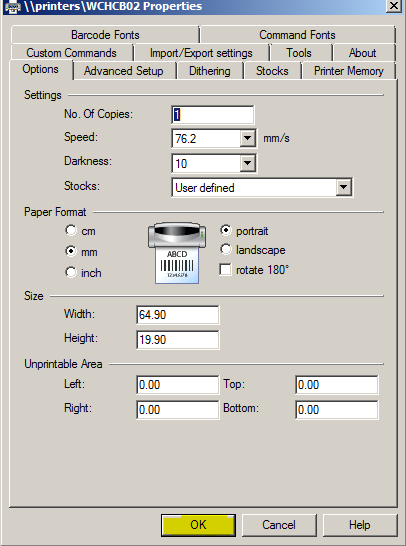 \\printers\WCHCB02 Properties
Barcode Fonts Command Fonts
Custom Commands Import/Export settings Tools About
Options Advanced Setup Dithering Stocks Printer Memory
Settings
No. Of Copies: 1
Speed: 76.2 mm/s
Darkness: 10
Stocks: User defined
Paper Format
cm portrait
mm ABCD landscape
inch rotate 180°
Size
Width: 64.90
Height: 19.90
Unprintable Area
Left: 0.00 Top: 0.00
Right: 0.00 Bottom: 0.00
OK Cancel Help